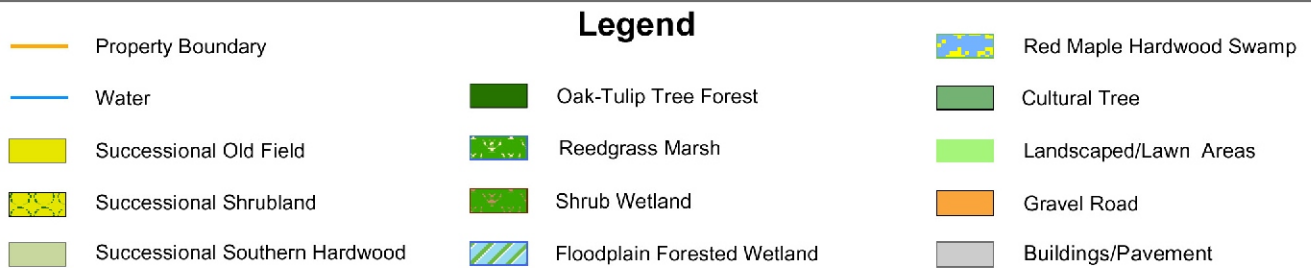 Legend
Property Boundary
Water
Successional Old Field
Successional Shrubland
Successional Southern Hardwood
Oak-Tulip Tree Forest
Reedgrass Marsh
Shrub Wetland
Floodplain Forested Wetland
Red Maple Hardwood Swamp
Cultural Tree
Landscaped/Lawn Areas
Gravel Road
Buildings/Pavement